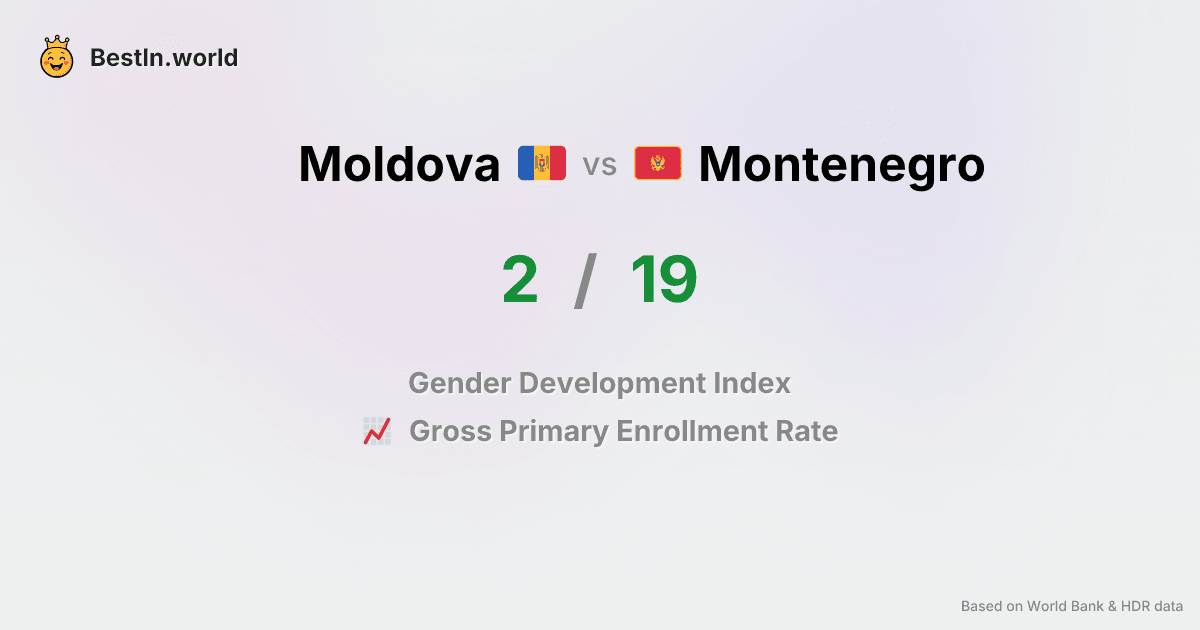 BestIn.world
Moldova vs Montenegro
2 / 19
Gender Development Index
Gross Primary Enrollment Rate
Based on World Bank & HDR data